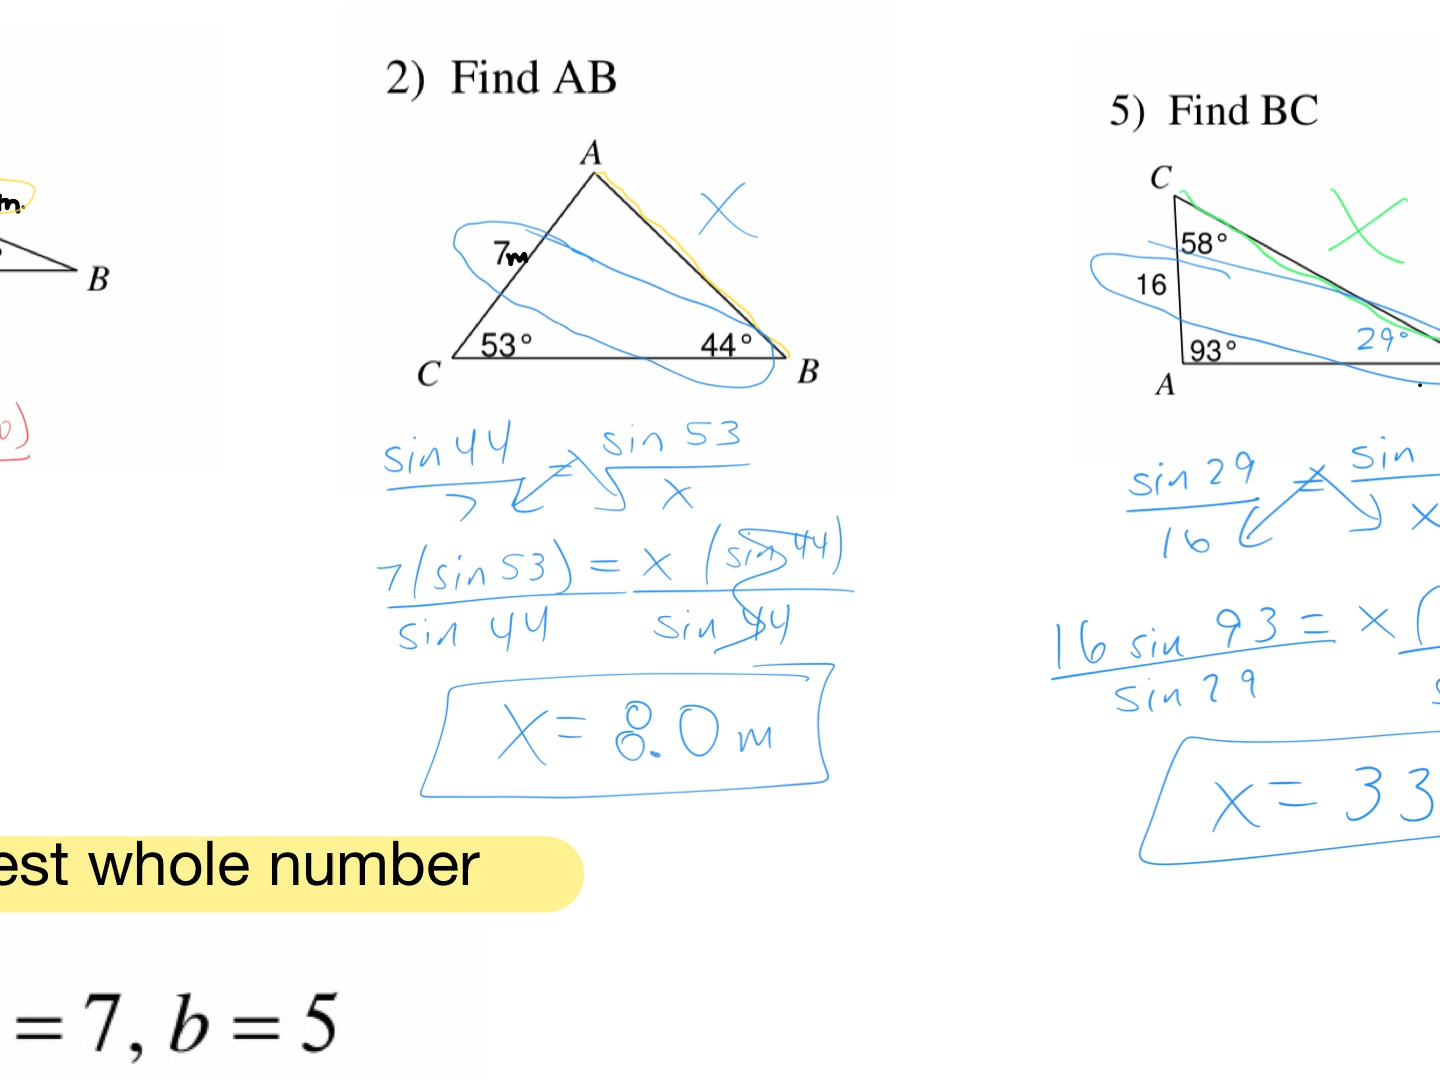 m.
B
0)
2) Find AB
A
X
7m
53°
44°
C
B
sin 44 = sin 53
7 x
7(sin 53) = x (sin 44)
sin 44 sin 44
x = 8.0 m
5) Find BC
C
X
58°
16
29°
93°
A
sin 29 = sin
16 x
16 sin 93 = x (
sin 29 s
x = 33
est whole number
= 7, b = 5